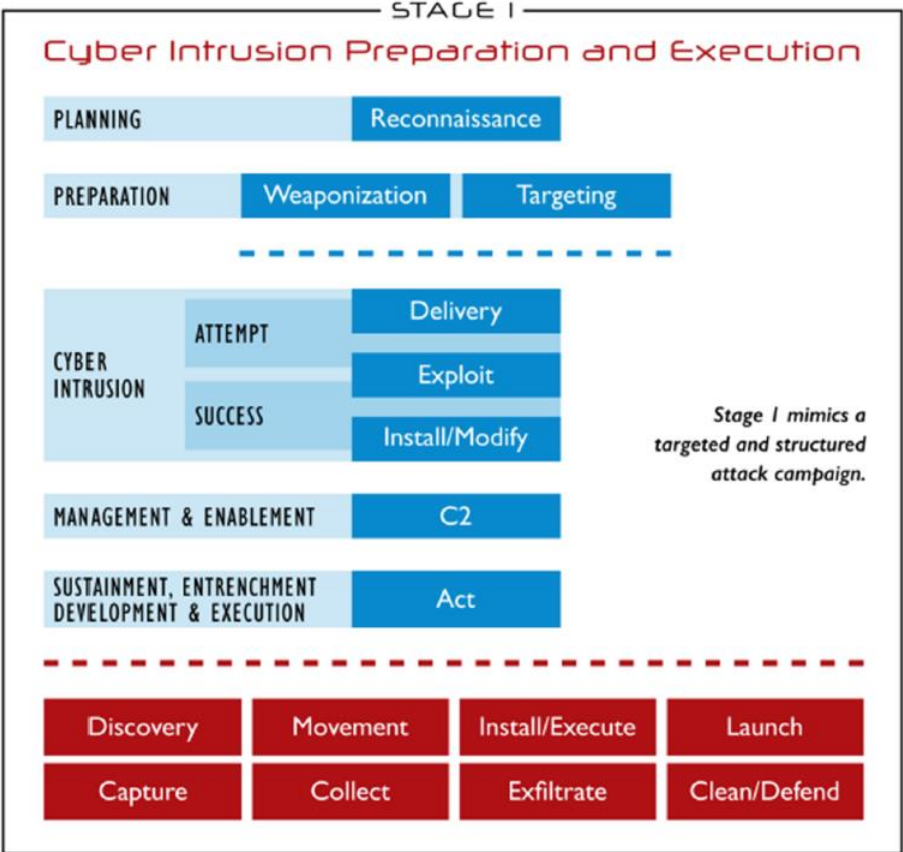 STAGE 1
Cyber Intrusion Preparation and Execution
PLANNING
Reconnaissance
PREPARATION
Weaponization
Targeting
CYBER
INTRUSION
ATTEMPT
SUCCESS
Delivery
Exploit
Install/Modify
Stage 1 mimics a
targeted and structured
attack campaign.
MANAGEMENT & ENABLEMENT
C2
SUSTAINMENT, ENTRENCHMENT
DEVELOPMENT & EXECUTION
Act
Discovery
Movement
Install/Execute
Launch
Capture
Collect
Exfiltrate
Clean/Defend